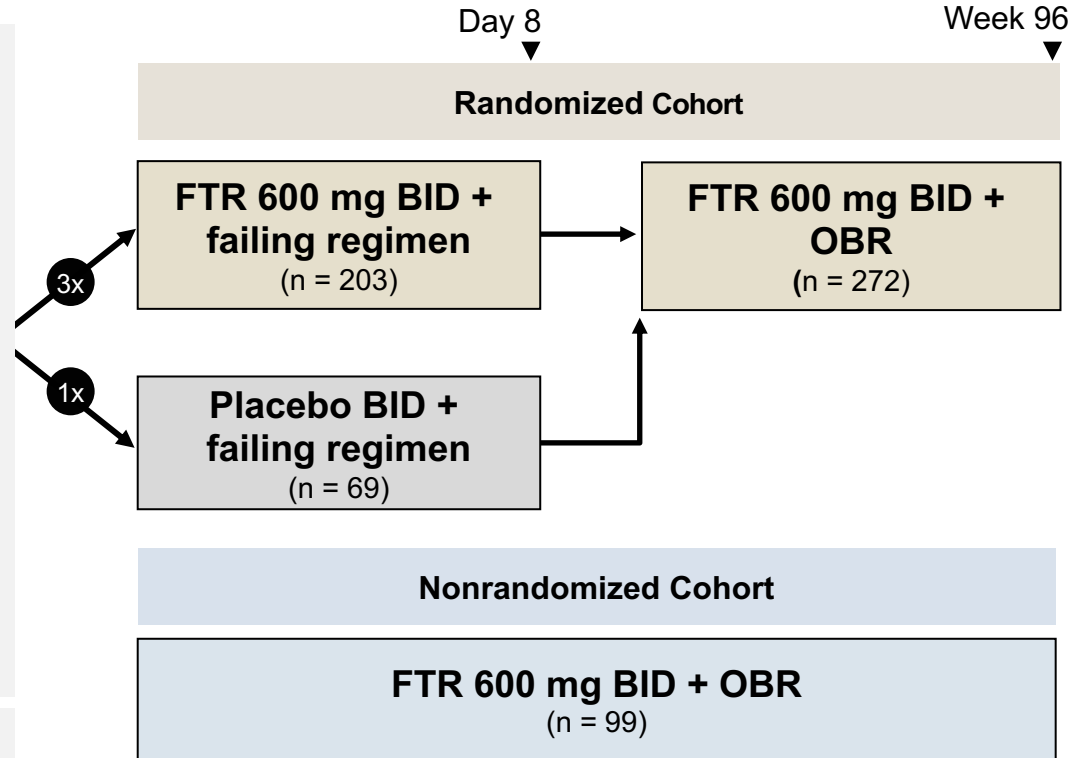 Day 8
Week 96
Randomized Cohort
FTR 600 mg BID +
failing regimen
(n = 203)
FTR 600 mg BID +
OBR
(n = 272)
3x
1x
Placebo BID +
failing regimen
(n = 69)
Nonrandomized Cohort
FTR 600 mg BID + OBR
(n = 99)